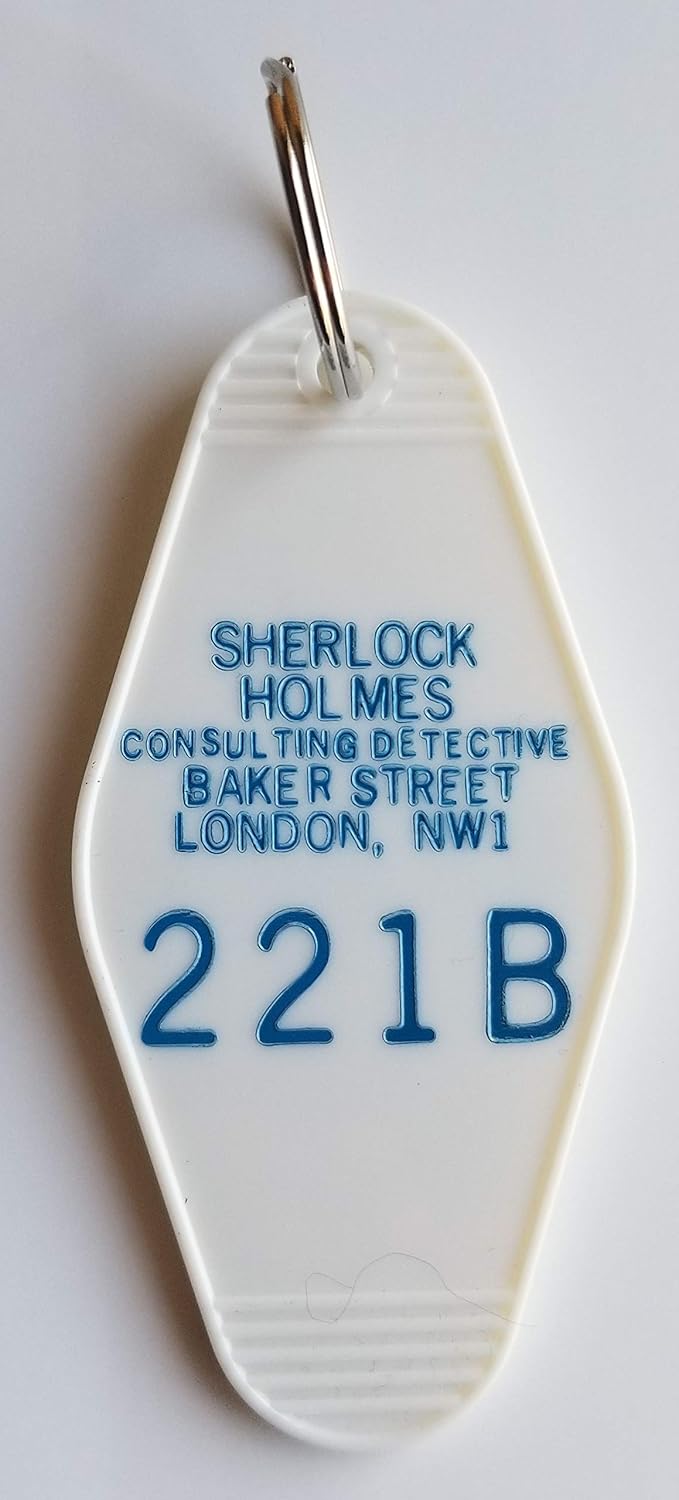 SHERLOCK
HOLMES
CONSULTING DETECTIVE
BAKER STREET
LONDON, NW1
221B